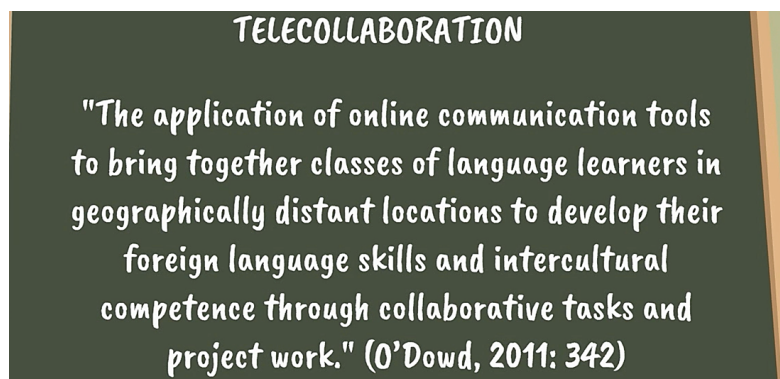 TELECOLLABORATION
"The application of online communication tools
to bring together classes of language learners in
geographically distant locations to develop their
foreign language skills and intercultural
competence through collaborative tasks and
project work." (O'Dowd, 2011: 342)